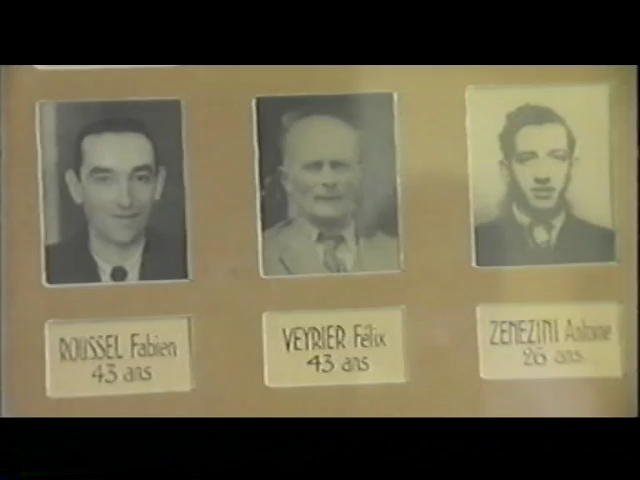 ROUSSEL Fabien
43 ans
VEYRIER Félix
43 ans
ZENEZINI Antoine
26 ans